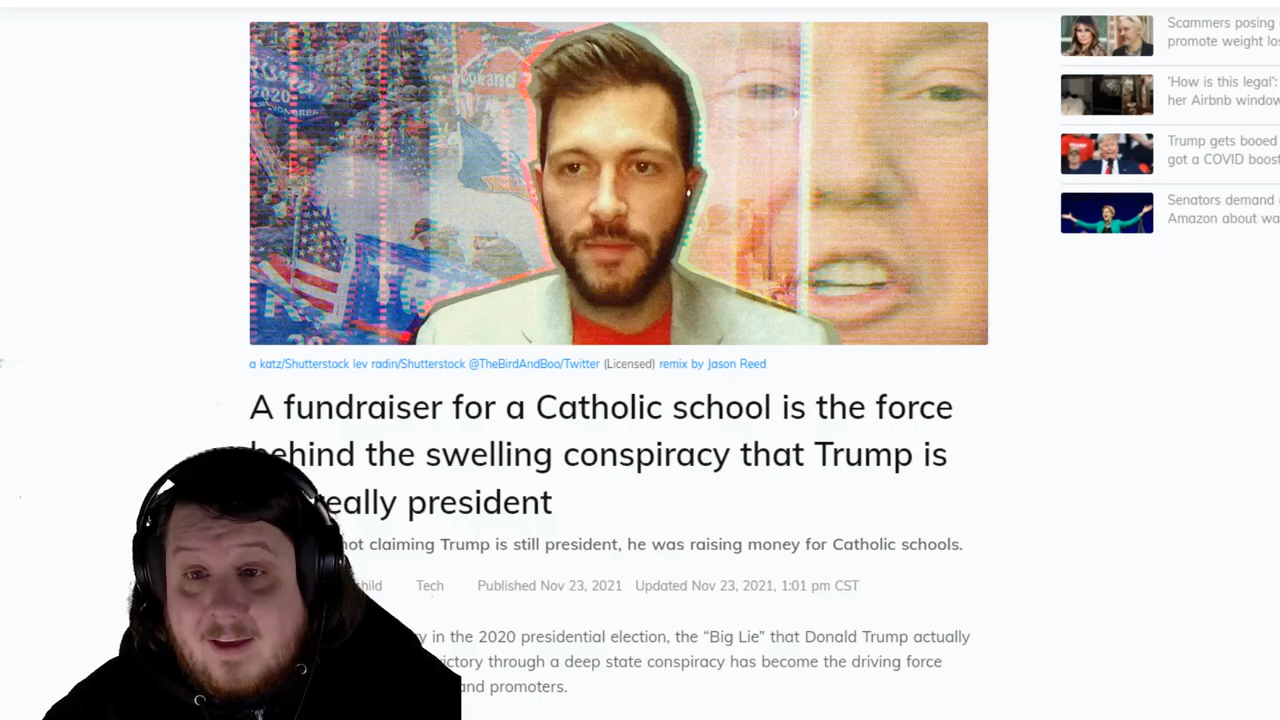 2020
Scammers posing
promote weight los
'How is this legal':
her Airbnb window
Trump gets booed
got a COVID boost
Senators demand
Amazon about wa
a katz/Shutterstock lev radin/Shutterstock @TheBirdAndBoo/Twitter (Licensed) remix by Jason Reed
A fundraiser for a Catholic school is the force
behind the swelling conspiracy that Trump is
really president
not claiming Trump is still president, he was raising money for Catholic schools.
child Tech Published Nov 23, 2021 Updated Nov 23, 2021, 1:01 pm CST
y in the 2020 presidential election, the “Big Lie” that Donald Trump actually
victory through a deep state conspiracy has become the driving force
and promoters.